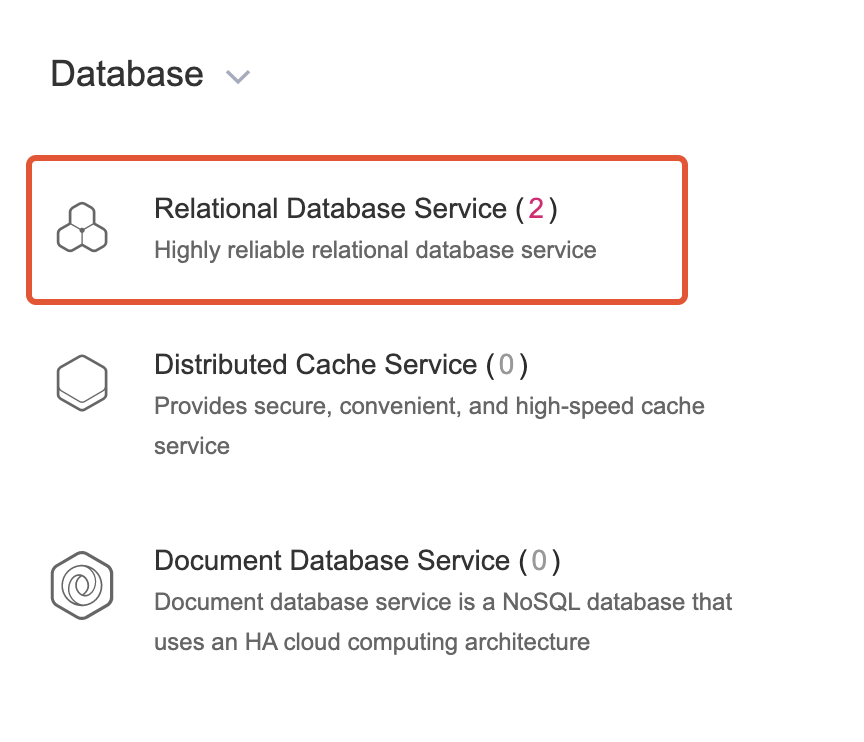 Database
Relational Database Service (2)
Highly reliable relational database service
Distributed Cache Service (0)
Provides secure, convenient, and high-speed cache
service
Document Database Service (0)
Document database service is a NoSQL database that
uses an HA cloud computing architecture